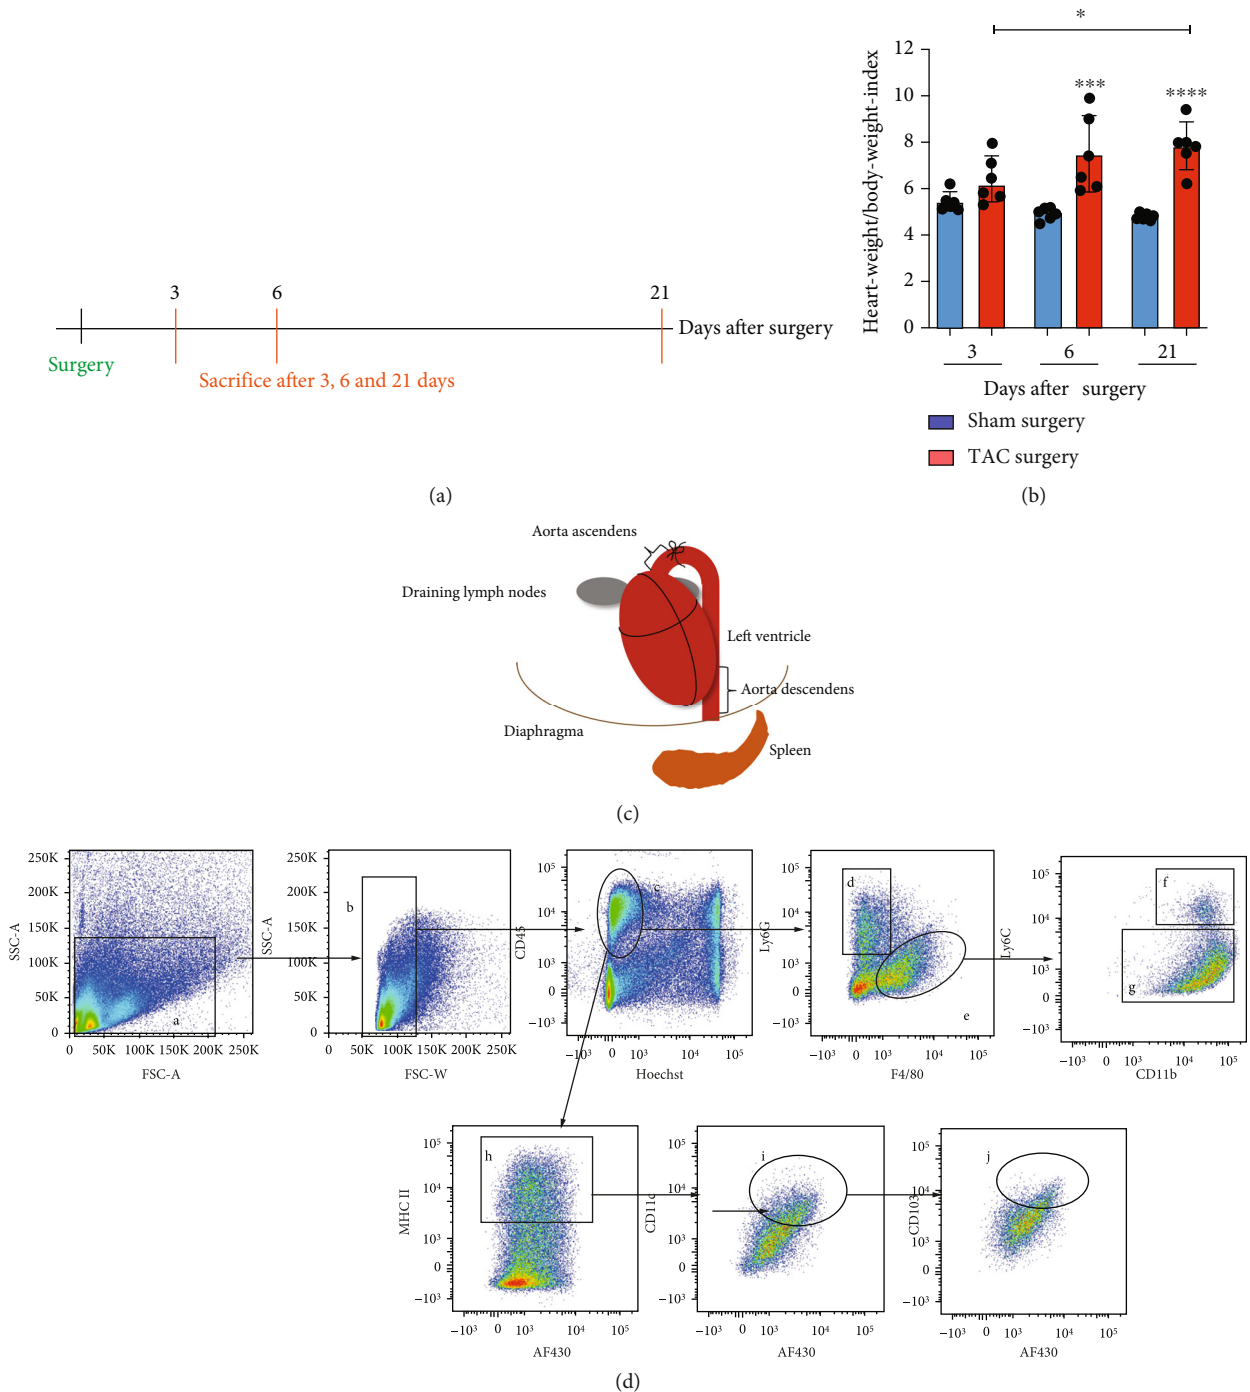 3
6
21
Days after surgery
Surgery
Sacrifice after 3, 6 and 21 days
(a)
*
Heart-weight/body-weight-index
12
10
8
6
4
2
0
***
****
3
6
21
Days after surgery
Sham surgery
TAC surgery
(b)
Aorta ascendens
Draining lymph nodes
Left ventricle
Aorta descendens
Diaphragma
Spleen
(c)
SSC-A
250K
200K
150K
100K
50K
0
a
0 50K 100K 150K 200K 250K
FSC-A
SSC-A
250K
200K
150K
100K
50K
0
b
0 50K 100K 150K 200K 250K
FSC-W
CD45
10⁵
10⁴
10³
0
−10³
c
−10³ 0 10³ 10⁴ 10⁵
Hoechst
Ly6G
10⁵
10⁴
10³
0
−10³
d
e
−10³ 0 10³ 10⁴ 10⁵
F4/80
Ly6C
10⁵
10⁴
10³
0
−10³
f
g
−10³ 0 10³ 10⁴ 10⁵
CD11b
MHC II
10⁵
10⁴
10³
0
−10³
h
−10³ 0 10³ 10⁴ 10⁵
AF430
CD11c
10⁵
10⁴
10³
0
−10³
i
−10³ 0 10³ 10⁴ 10⁵
AF430
CD103
10⁵
10⁴
10³
0
−10³
j
−10³ 0 10³ 10⁴ 10⁵
AF430
(d)